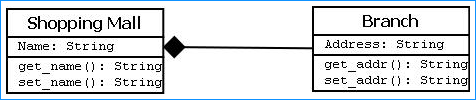 Shopping Mall
Name: String
get_name(): String
set_name(): String
Branch
Address: String
get_addr(): String
set_addr(): String